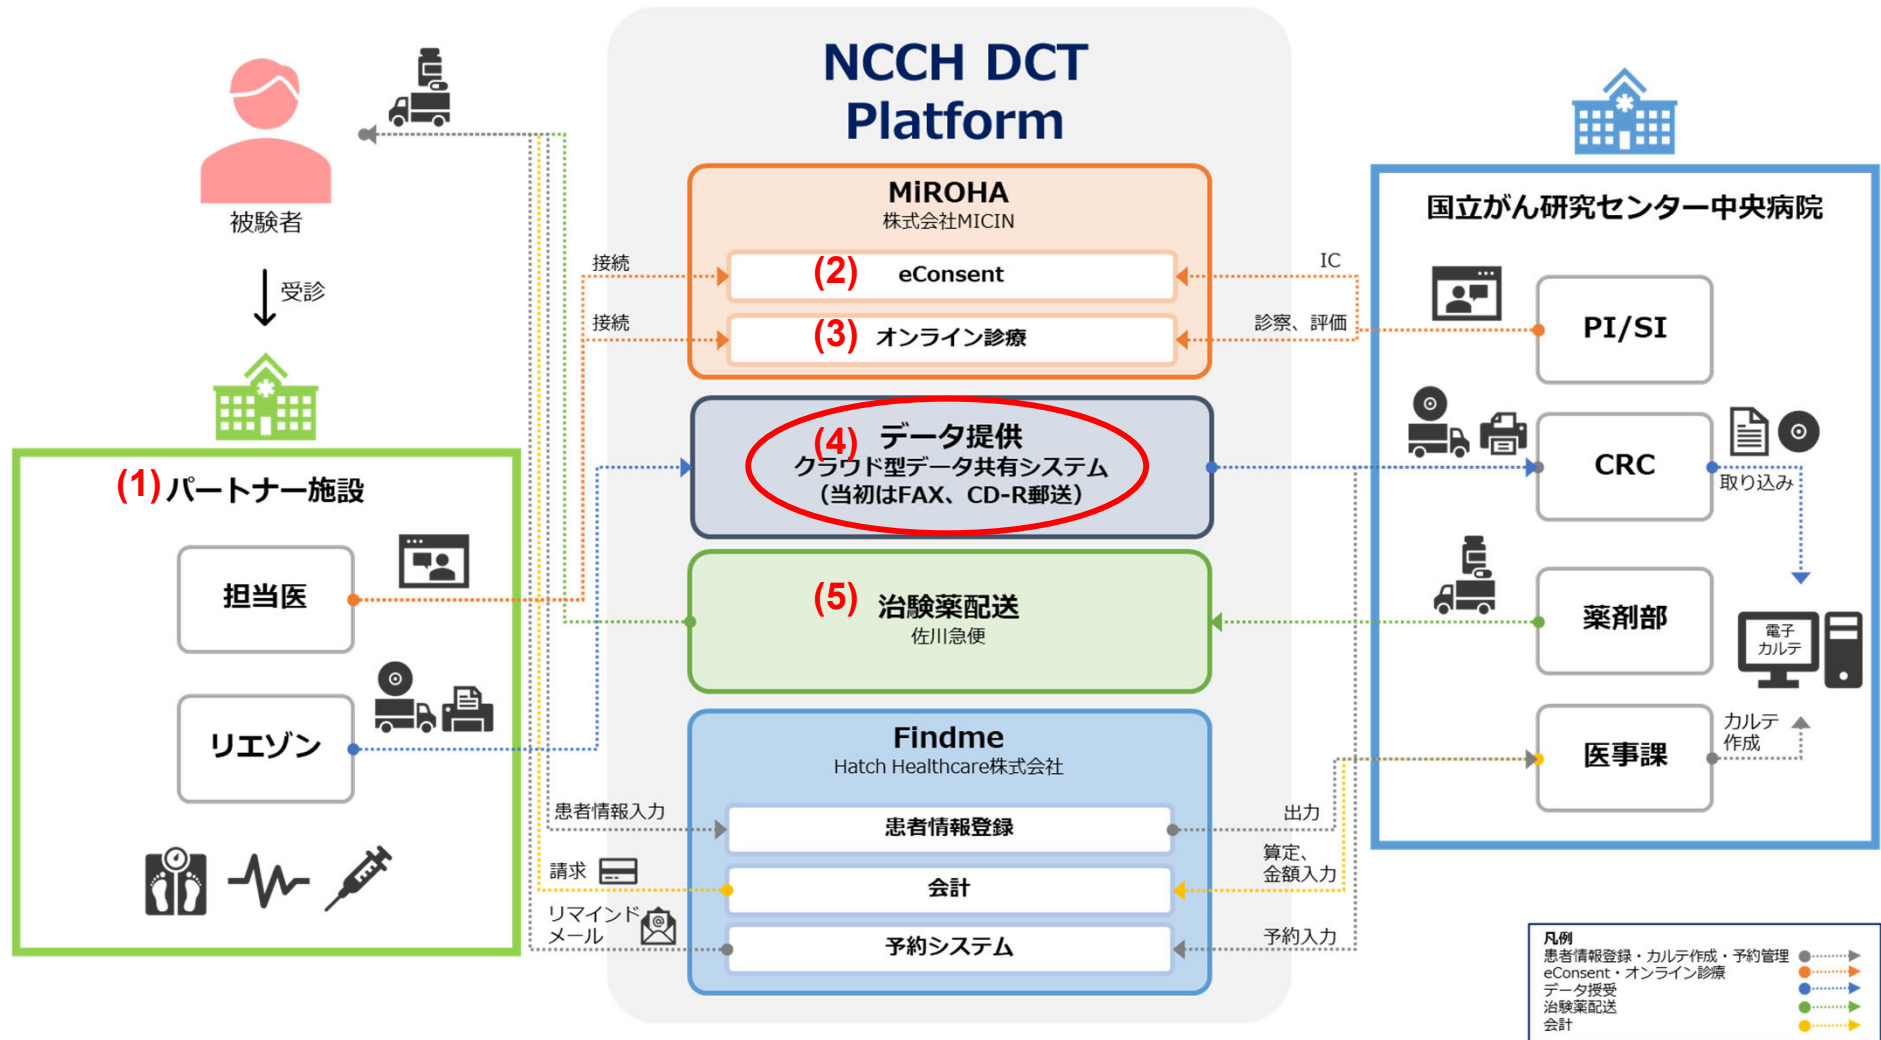 NCCH DCT
Platform
被験者
受診
(1) パートナー施設
担当医
リエゾン
MiROHA
株式会社MICIN
接続
(2) eConsent
IC
接続
(3) オンライン診療
診察、評価
(4) データ提供
クラウド型データ共有システム
（当初はFAX、CD-R郵送）
(5) 治験薬配送
佐川急便
Findme
Hatch Healthcare株式会社
患者情報入力
患者情報登録
出力
請求
会計
算定、
金額入力
リマインド
メール
@
予約システム
予約入力
国立がん研究センター中央病院
PI/SI
CRC
取り込み
薬剤部
電子
カルテ
医事課
カルテ
作成
凡例
患者情報登録・カルテ作成・予約管理
eConsent・オンライン診療
データ授受
治験薬配送
会計